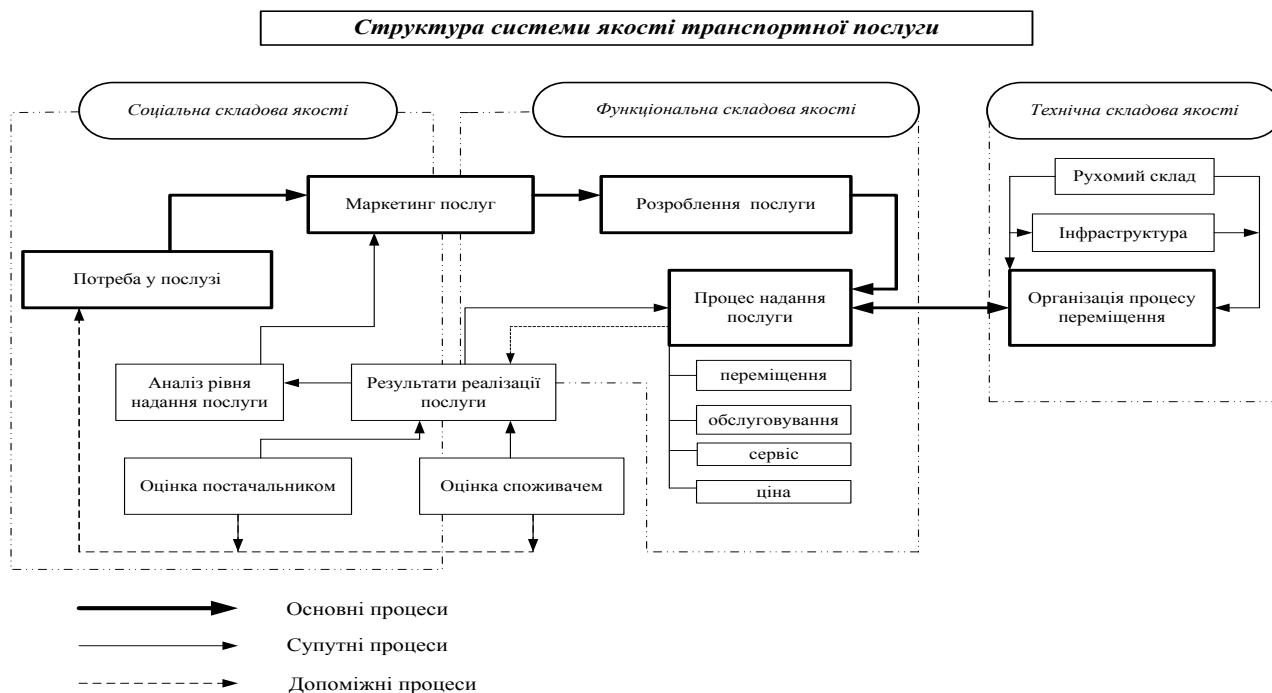 Структура системи якості транспортної послуги
Соціальна складова якості
Функціональна складова якості
Технічна складова якості
Рухомий склад
Маркетинг послуг
Розроблення послуги
Інфраструктура
Потреба у послузі
Процес надання
послуги
Організація процесу
переміщення
Аналіз рівня
надання послуги
Результати реалізації
послуги
переміщення
обслуговування
сервіс
ціна
Оцінка постачальником
Оцінка споживачем
Основні процеси
Супутні процеси
Допоміжні процеси